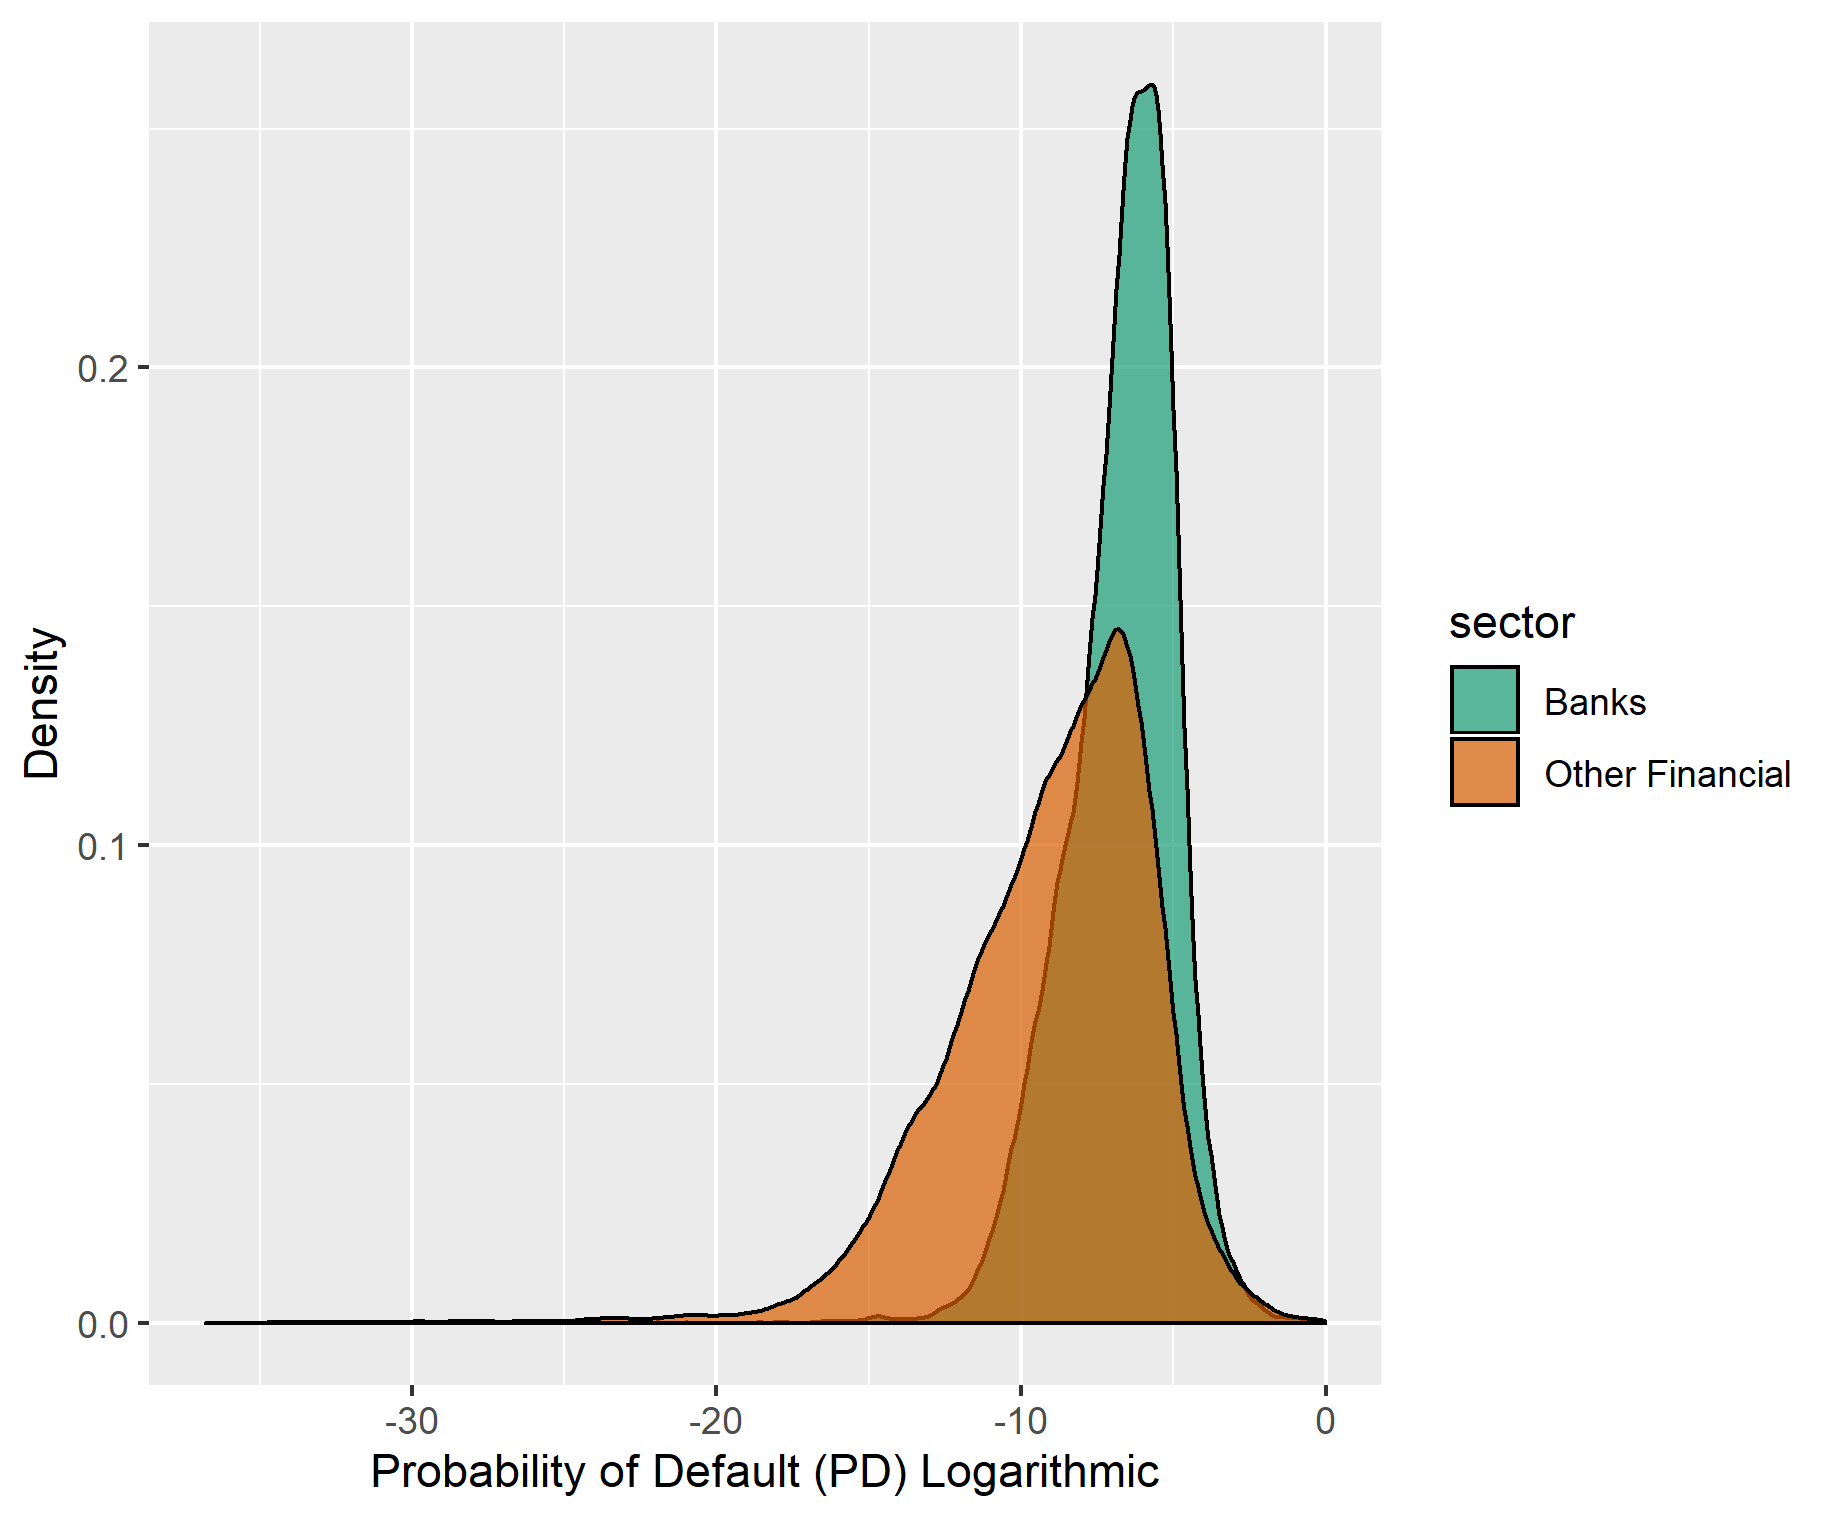 0.2
0.1
0.0
Density
-30
-20
-10
0
Probability of Default (PD) Logarithmic
sector
Banks
Other Financial